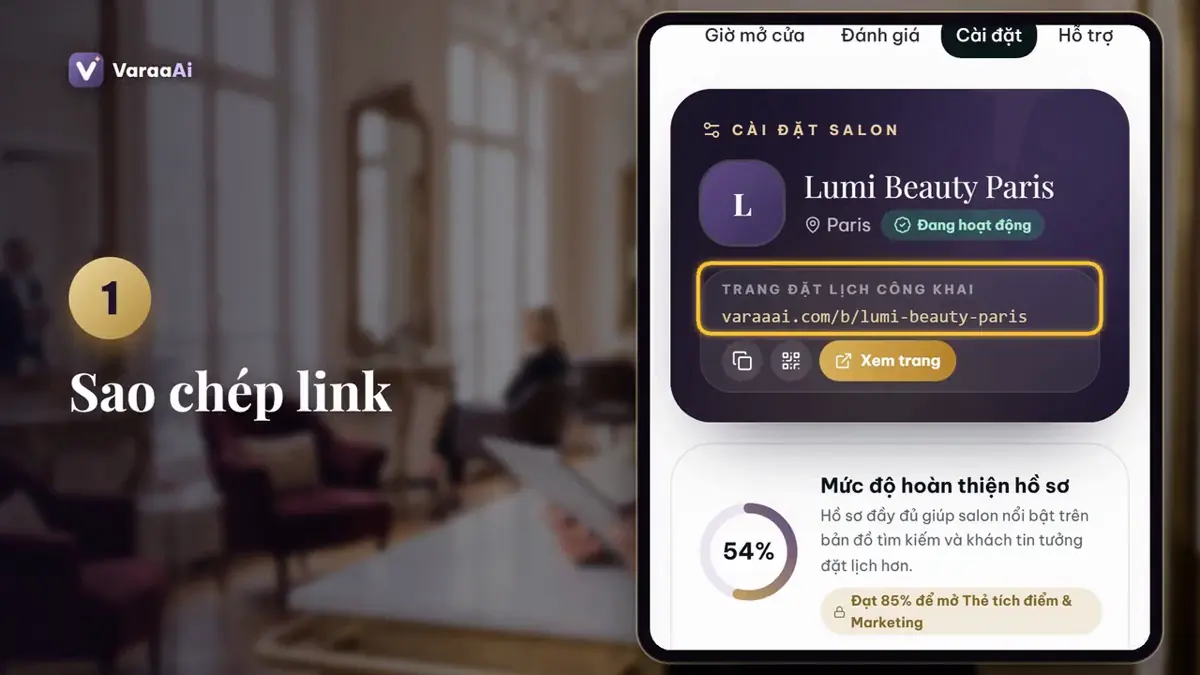 VaraaAi
1
Sao chép link
Giờ mở cửa
Đánh giá
Cài đặt
Hỗ trợ
CÀI ĐẶT SALON
L
Lumi Beauty Paris
Paris
Đang hoạt động
TRANG ĐẶT LỊCH CÔNG KHAI
varaaai.com/b/lumi-beauty-paris
Xem trang
54%
Mức độ hoàn thiện hồ sơ
Hồ sơ đầy đủ giúp salon nổi bật trên
bản đồ tìm kiếm và khách tin tưởng
đặt lịch hơn.
Đạt 85% để mở Thẻ tích điểm &
Marketing